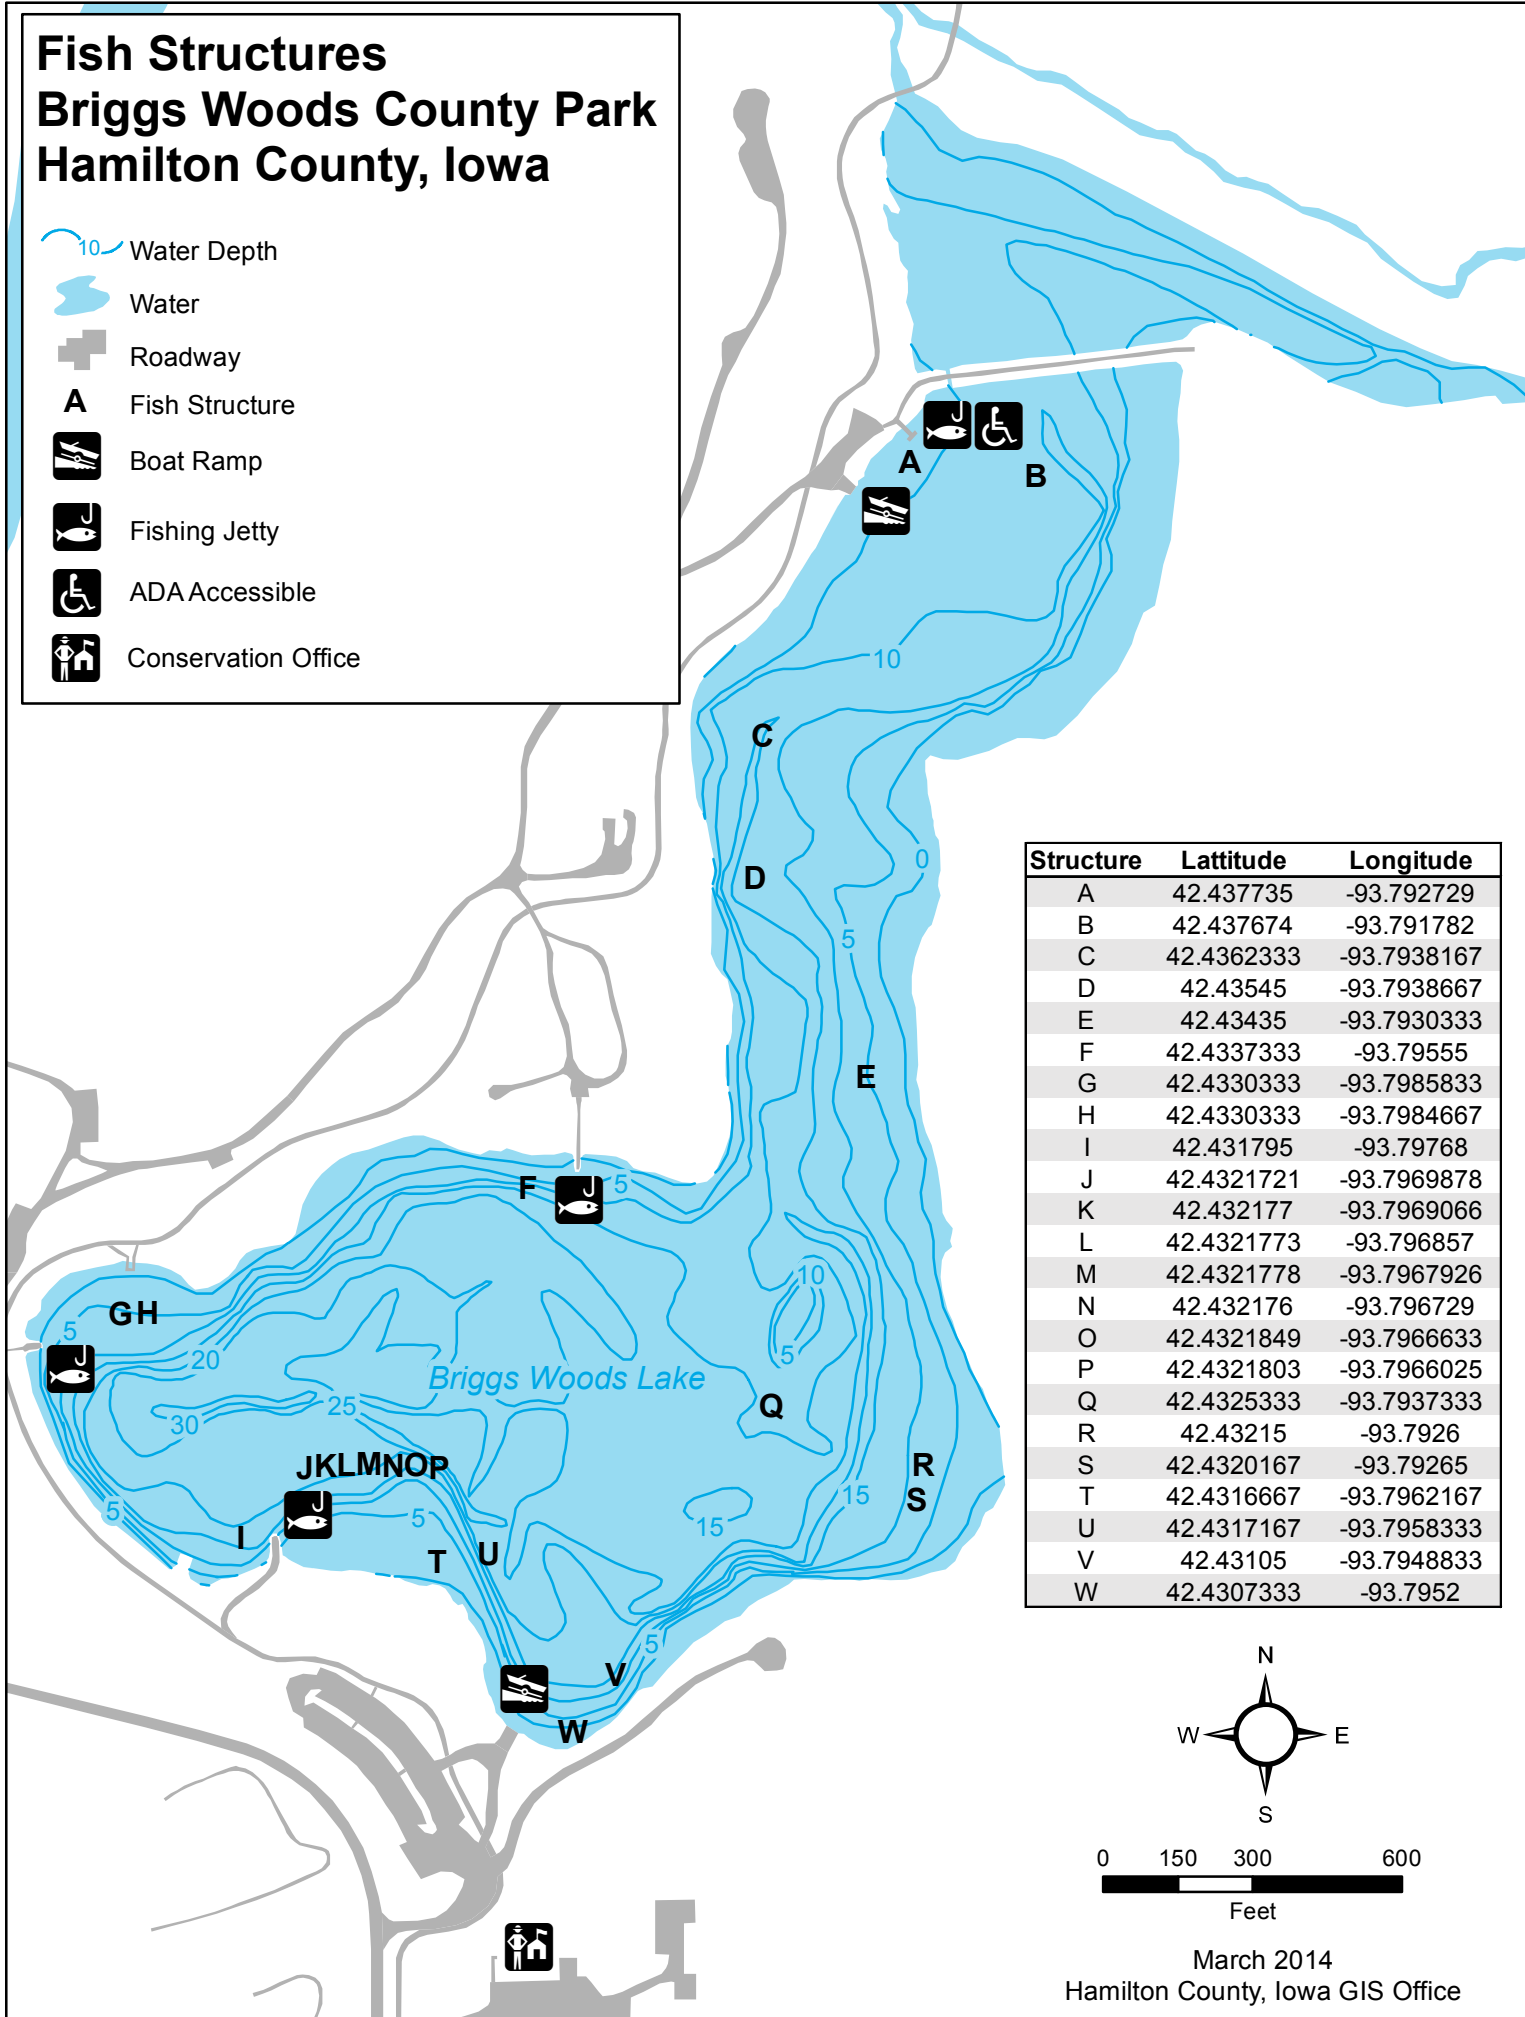 Fish Structures
Briggs Woods County Park
Hamilton County, Iowa
10 Water Depth
Water
Roadway
A Fish Structure
Boat Ramp
Fishing Jetty
ADA Accessible
Conservation Office
A
B
10
C
0
D
5
E
F
5
10
G H
5
20
5
Briggs Woods Lake
25
Q
30
J K L M N O P
R
15
S
5
5
15
I
T
U
5
V
W
Structure Lattitude Longitude
A 42.437735 -93.792729
B 42.437674 -93.791782
C 42.4362333 -93.7938167
D 42.43545 -93.7938667
E 42.43435 -93.7930333
F 42.4337333 -93.79555
G 42.4330333 -93.7985833
H 42.4330333 -93.7984667
I 42.431795 -93.79768
J 42.4321721 -93.7969878
K 42.432177 -93.7969066
L 42.4321773 -93.796857
M 42.4321778 -93.7967926
N 42.432176 -93.796729
O 42.4321849 -93.7966633
P 42.4321803 -93.7966025
Q 42.4325333 -93.7937333
R 42.43215 -93.7926
S 42.4320167 -93.79265
T 42.4316667 -93.7962167
U 42.4317167 -93.7958333
V 42.43105 -93.7948833
W 42.4307333 -93.7952
N
W E
S
0 150 300 600
Feet
March 2014
Hamilton County, Iowa GIS Office